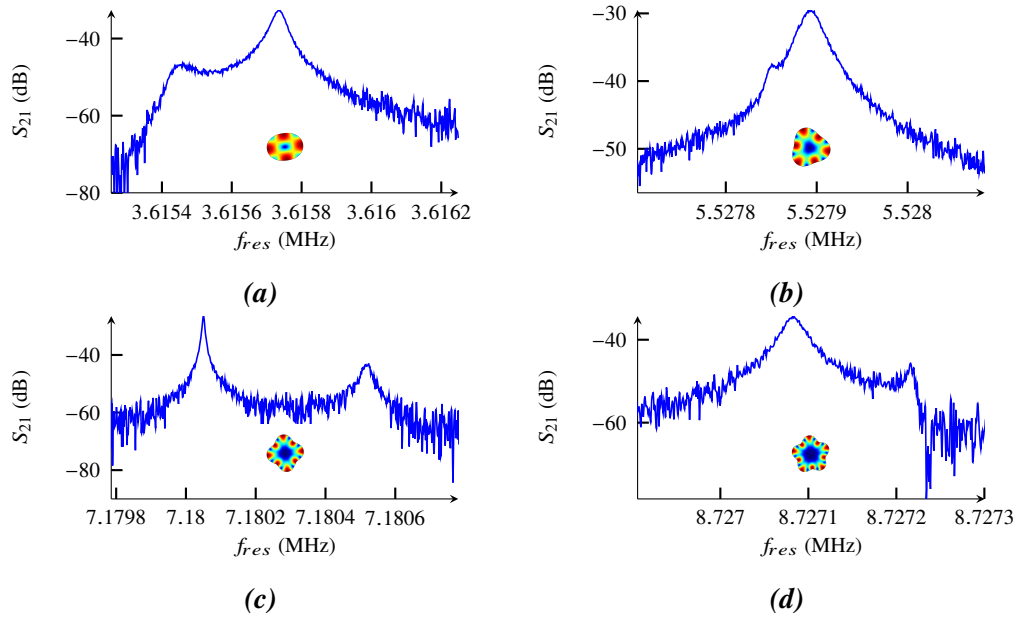 −40
−60
−80
S21 (dB)
3.6154 3.6156 3.6158 3.616 3.6162
fres (MHz)
(a)
−30
−40
−50
S21 (dB)
5.5278 5.5279 5.528
fres (MHz)
(b)
−40
−60
−80
S21 (dB)
7.1798 7.18 7.1802 7.1804 7.1806
fres (MHz)
(c)
−40
−60
S21 (dB)
8.727 8.7271 8.7272 8.7273
fres (MHz)
(d)